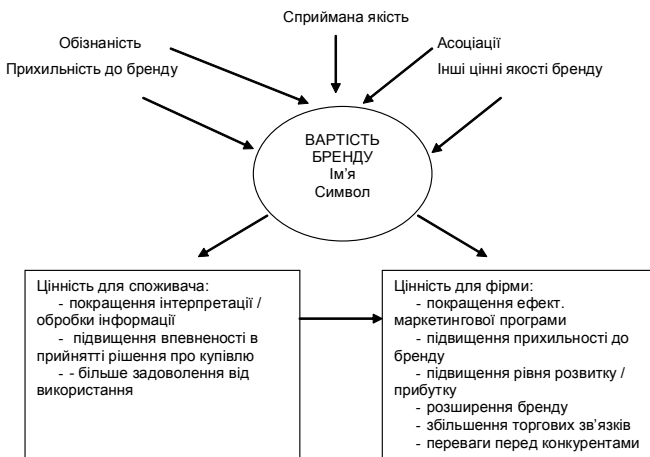 Сприймана якість
Обізнаність
Асоціації
Прихильність до бренду
Інші цінні якості бренду
ВАРТІСТЬ
БРЕНДУ
Ім’я
Символ
Цінність для споживача:
- покращення інтерпретації /
обробки інформації
- підвищення впевненості в
прийнятті рішення про купівлю
- - більше задоволення від
використання
Цінність для фірми:
- покращення ефект.
маркетингової програми
- підвищення прихильності до
бренду
- підвищення рівня розвитку /
прибутку
- розширення бренду
- збільшення торгових зв’язків
- переваги перед конкурентами